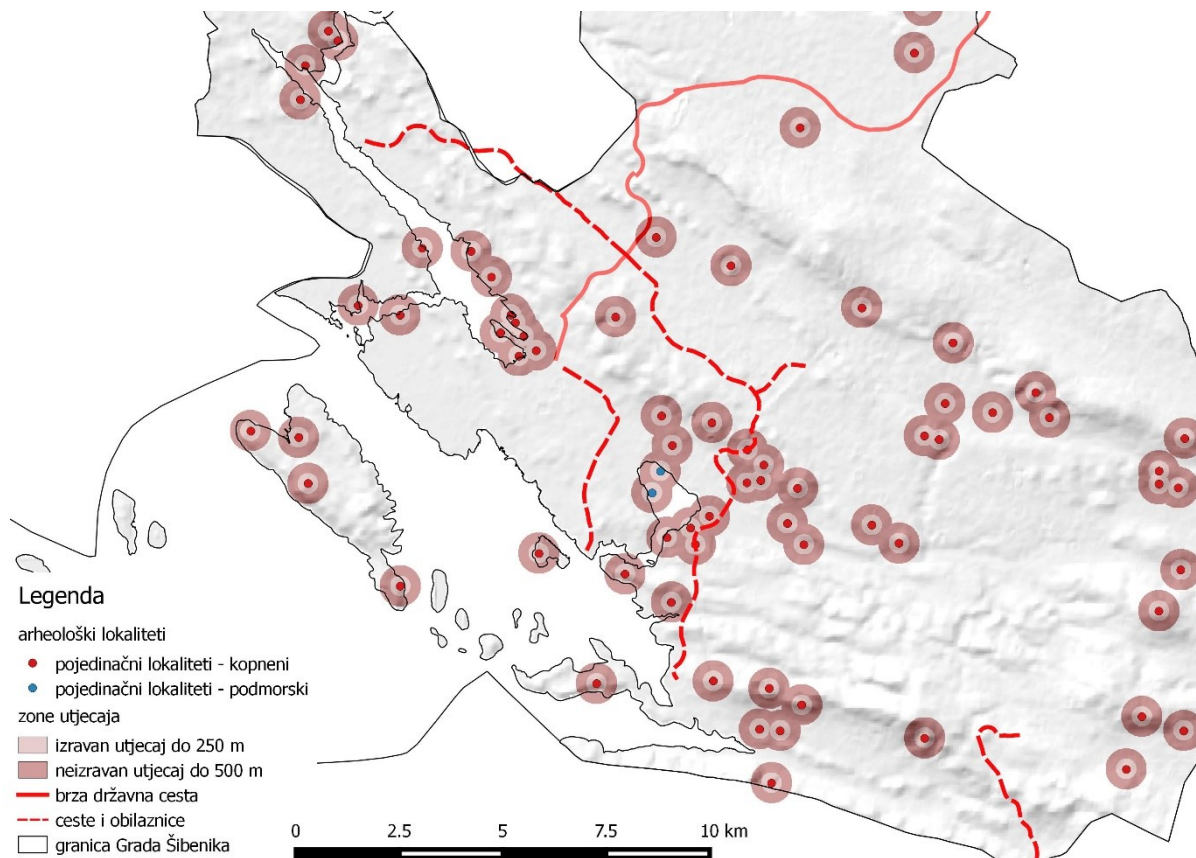 Legenda
arheološki lokaliteti
pojedinačni lokaliteti - kopneni
pojedinačni lokaliteti - podmorski
zone utjecaja
izravan utjecaj do 250 m
neizravan utjecaj do 500 m
brza državna cesta
ceste i obilaznice
granica Grada Šibenika
0 2.5 5 7.5 10 km